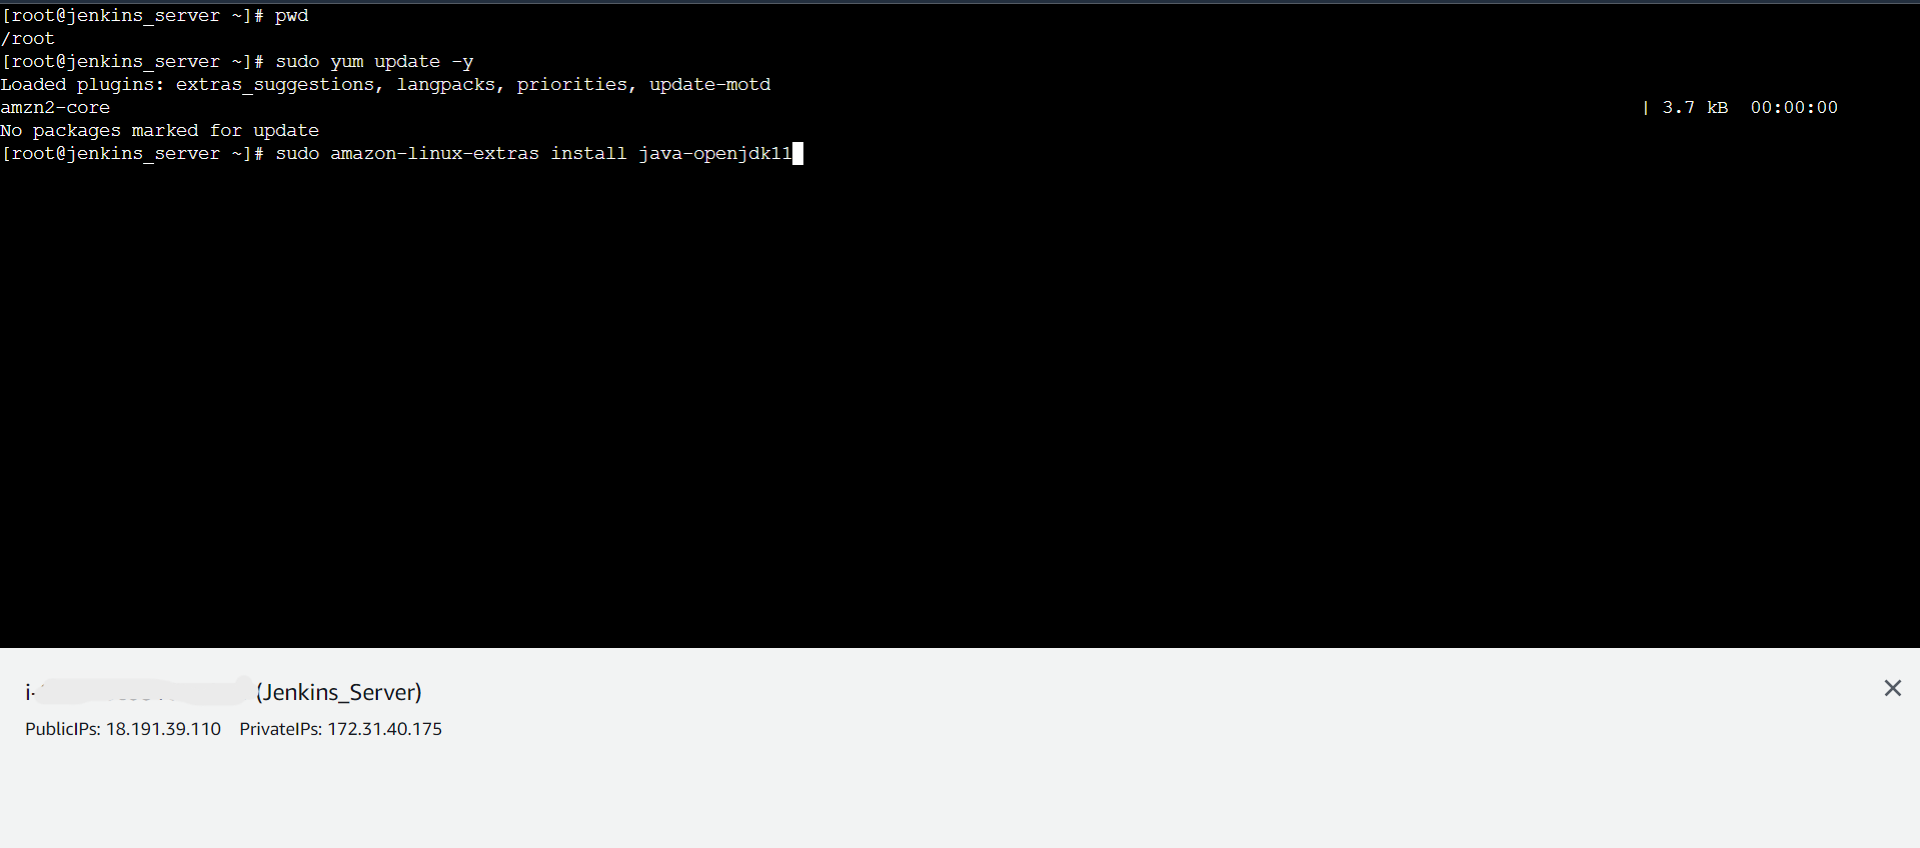 [root@jenkins_server ~]# pwd
/root
[root@jenkins_server ~]# sudo yum update -y
Loaded plugins: extras_suggestions, langpacks, priorities, update-motd
amzn2-core | 3.7 kB 00:00:00
No packages marked for update
[root@jenkins_server ~]# sudo amazon-linux-extras install java-openjdk11
i- (Jenkins_Server)
PublicIPs: 18.191.39.110 PrivateIPs: 172.31.40.175